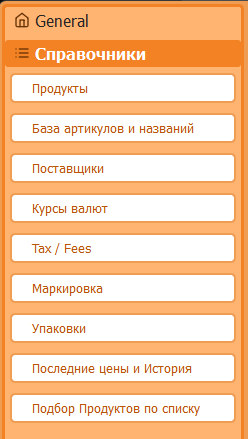 General
Справочники
Продукты
База артикулов и названий
Поставщики
Курсы валют
Tax / Fees
Маркировка
Упаковки
Последние цены и История
Подбор Продуктов по списку